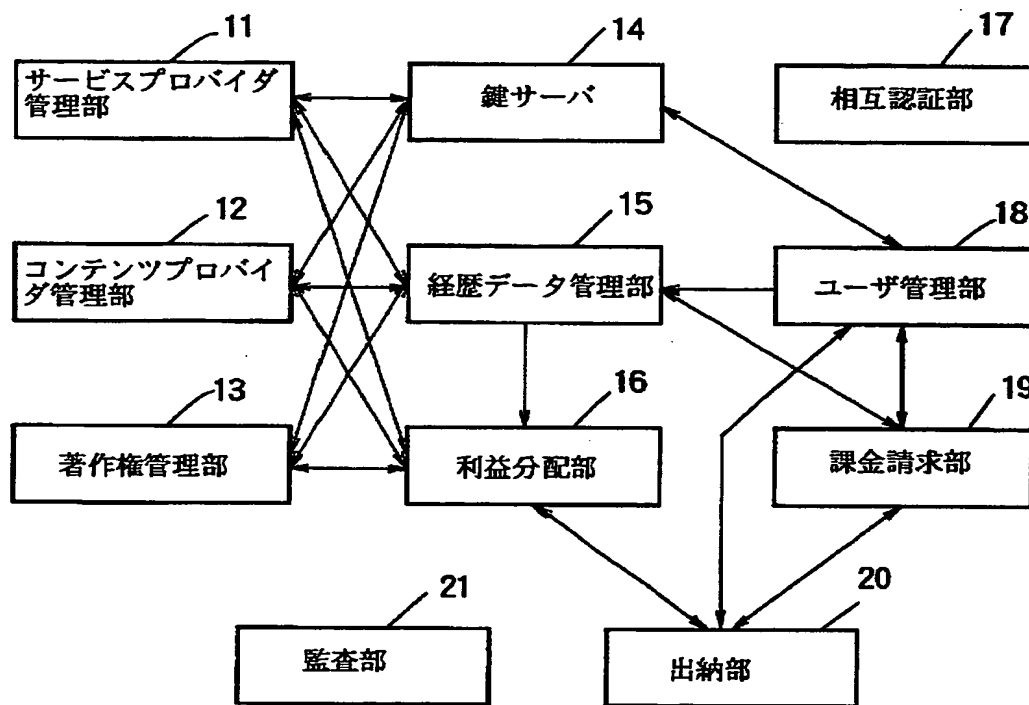 11
サービスプロバイダ
管理部
14
鍵サーバ
17
相互認証部
12
コンテンツプロバイ
ダ管理部
15
経歴データ管理部
18
ユーザ管理部
13
著作権管理部
16
利益分配部
19
課金請求部
21
監査部
20
出納部